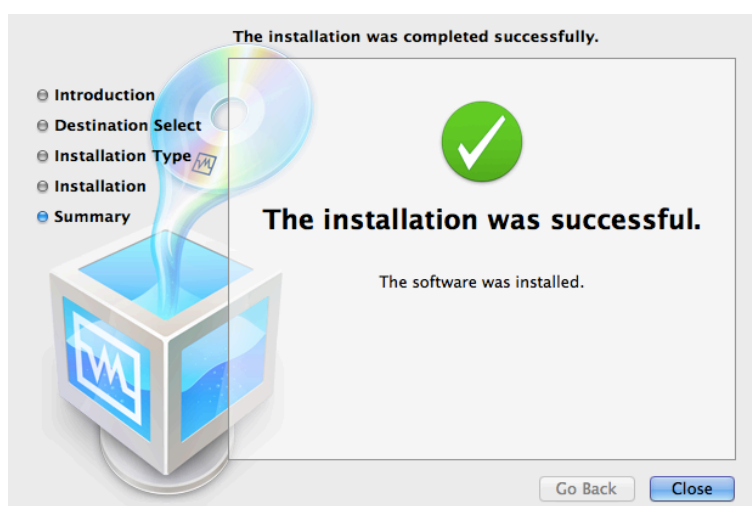 The installation was completed successfully.
Introduction
Destination Select
Installation Type
Installation
Summary
The installation was successful.
The software was installed.
Go Back
Close